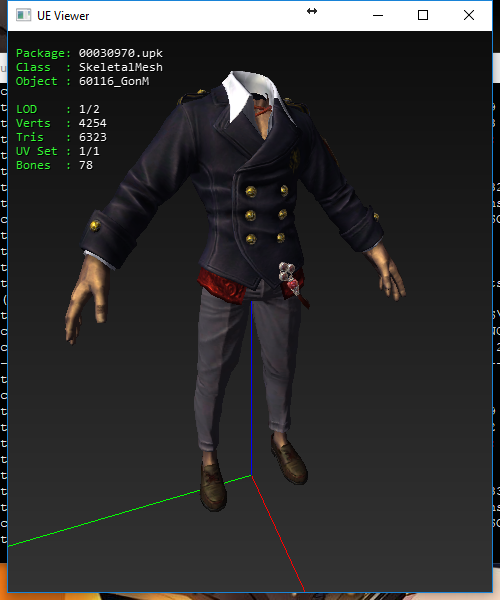 UE Viewer
Package: 00030970.upk
Class : SkeletalMesh
Object : 60116_GonM
LOD : 1/2
Verts : 4254
Tris : 6323
UV Set : 1/1
Bones : 78